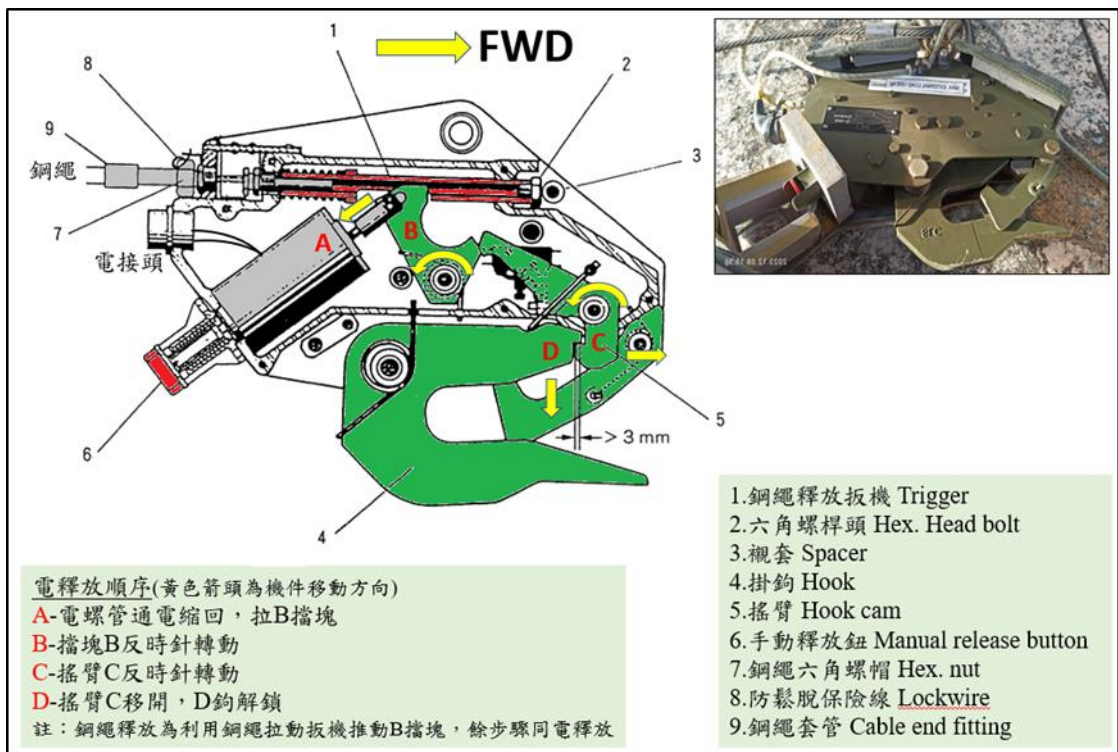 1
FWD
8
2
9
鋼繩
3
7
電接頭
A
B
D
C
6
5
> 3 mm
4
電釋放順序(黃色箭頭為機件移動方向)
A-電螺管通電縮回，拉B擋塊
B-擋塊B反時針轉動
C-搖臂C反時針轉動
D-搖臂C移開，D鉤解鎖
註：鋼繩釋放為利用鋼繩拉動扳機推動B擋塊，餘步驟同電釋放
1.鋼繩釋放扳機 Trigger
2.六角螺桿頭 Hex. Head bolt
3.襯套 Spacer
4.掛鉤 Hook
5.搖臂 Hook cam
6.手動釋放鈕 Manual release button
7.鋼繩六角螺帽 Hex. nut
8.防鬆脫保險線 Lockwire
9.鋼繩套管 Cable end fitting